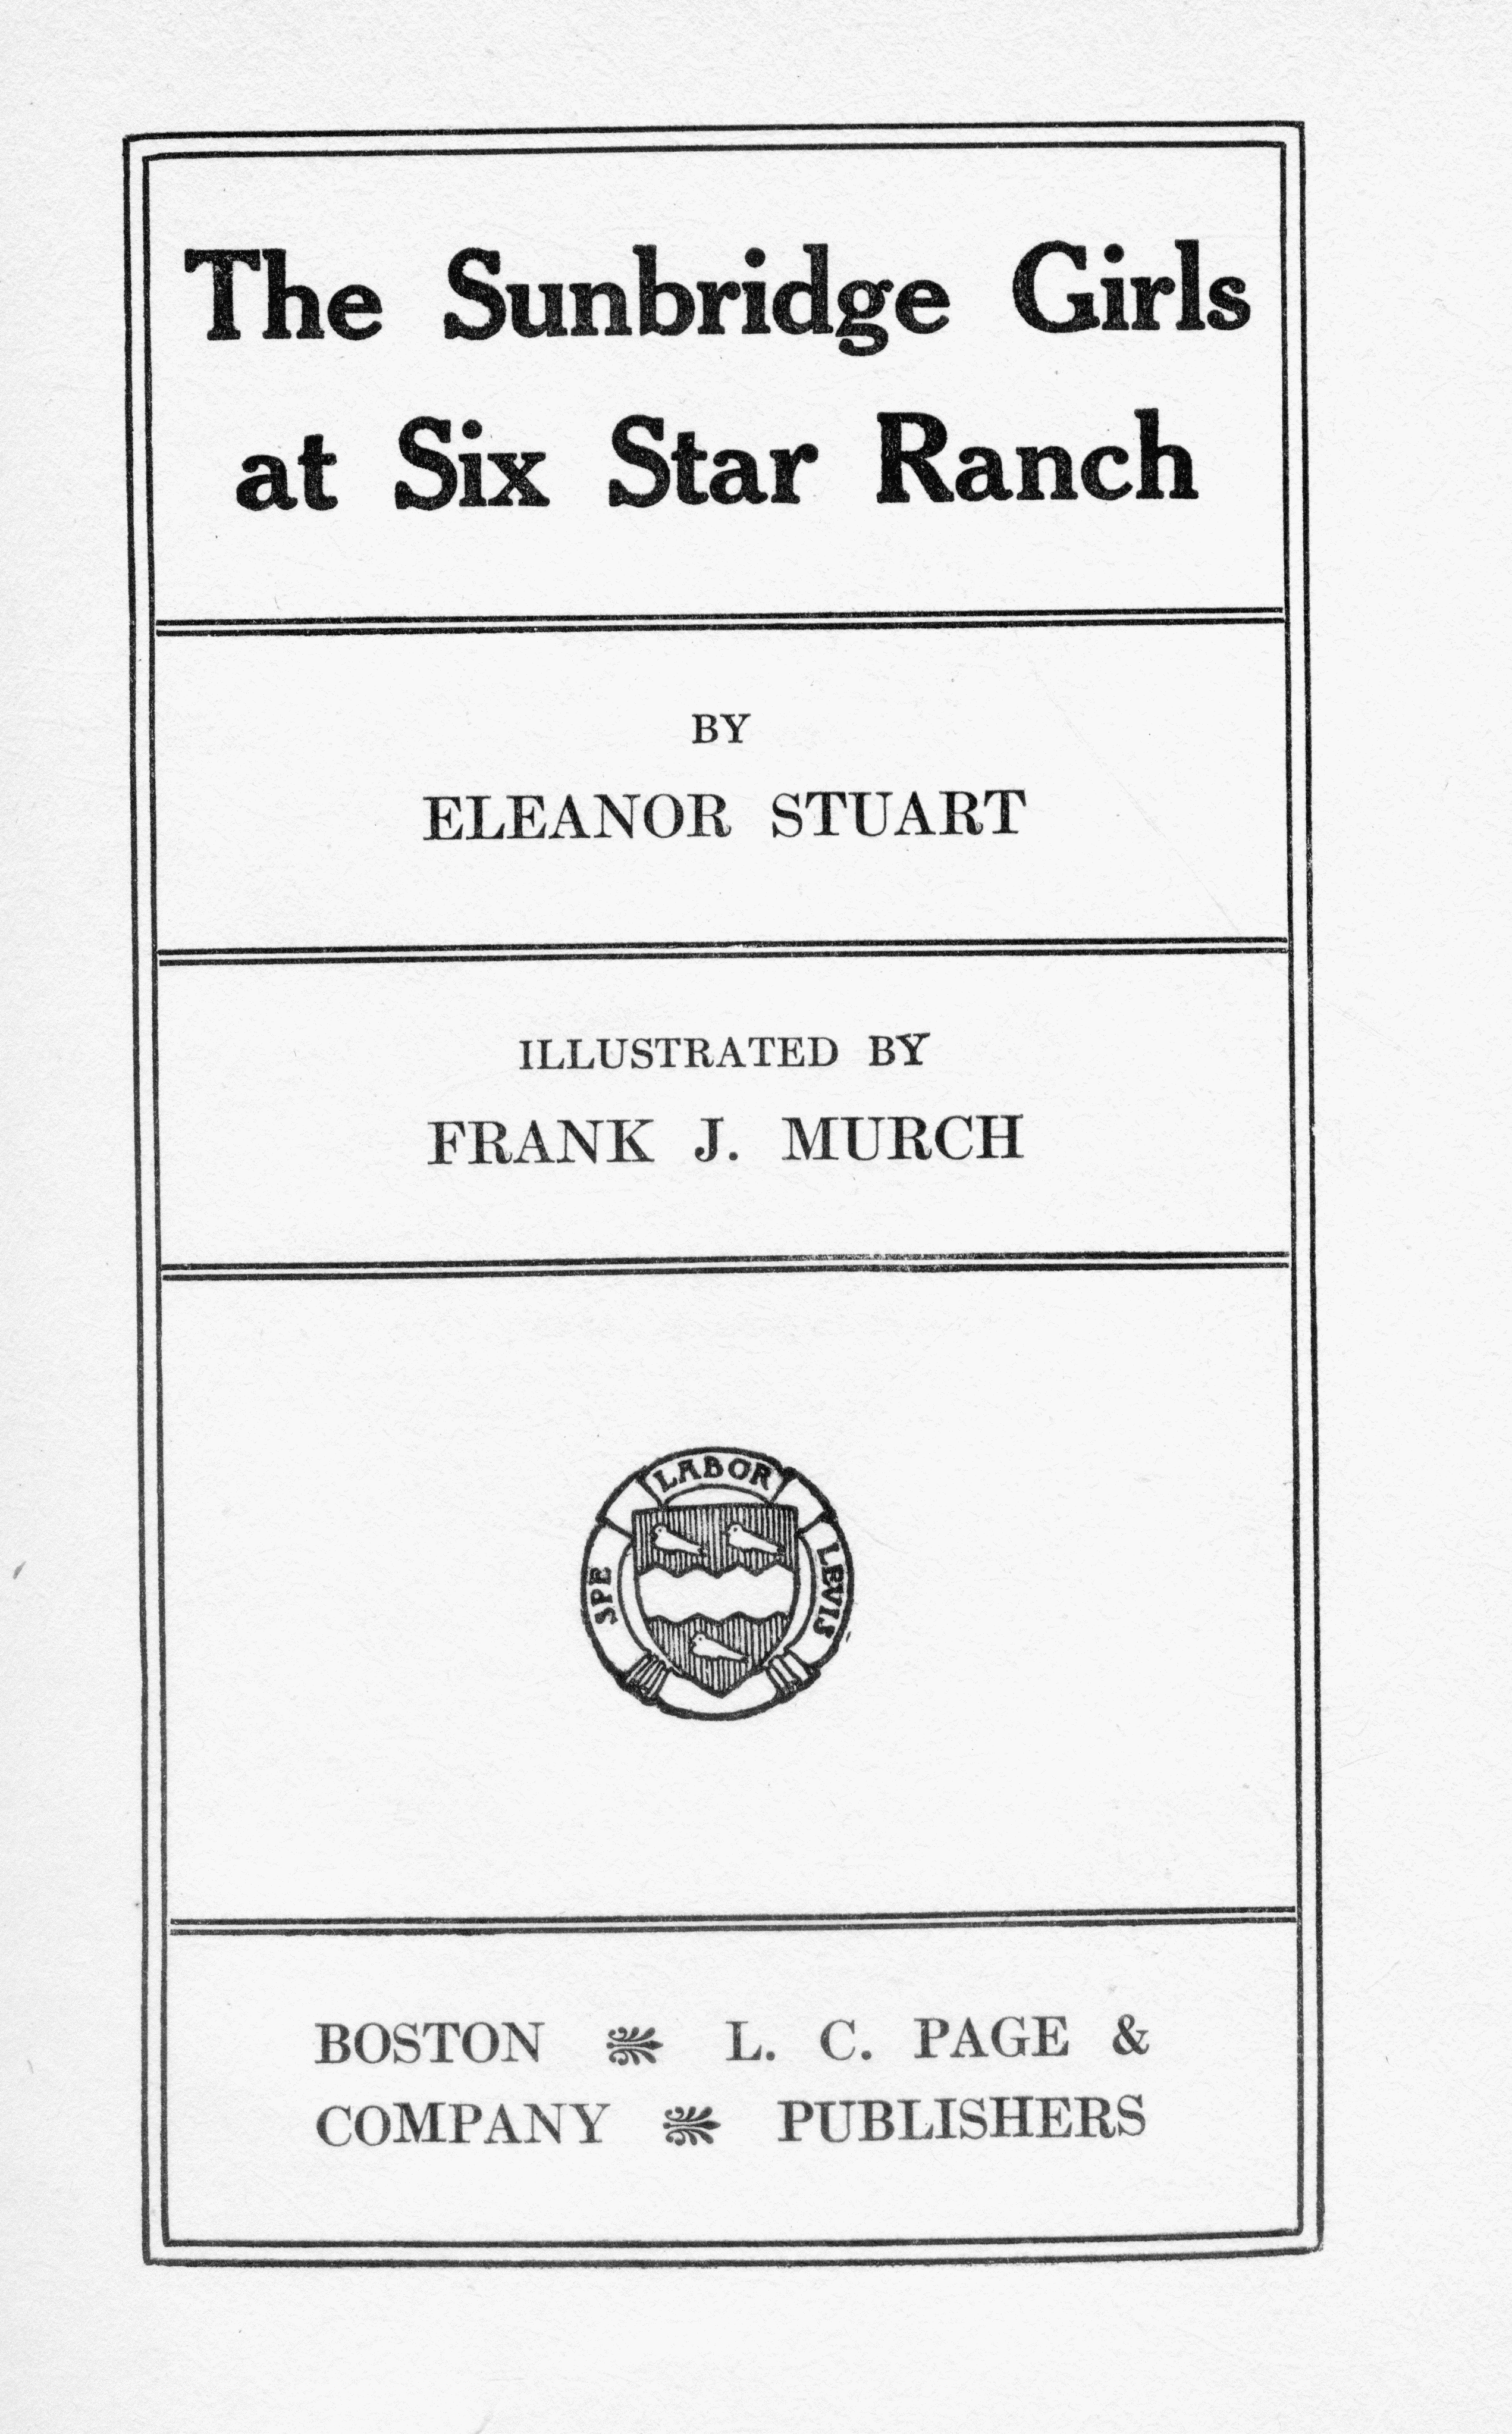 The Sunbridge Girls
at Six Star Ranch
BY
ELEANOR STUART
ILLUSTRATED BY
FRANK J. MURCH
SPE LABOR LEVIS
BOSTON L. C. PAGE &
COMPANY PUBLISHERS